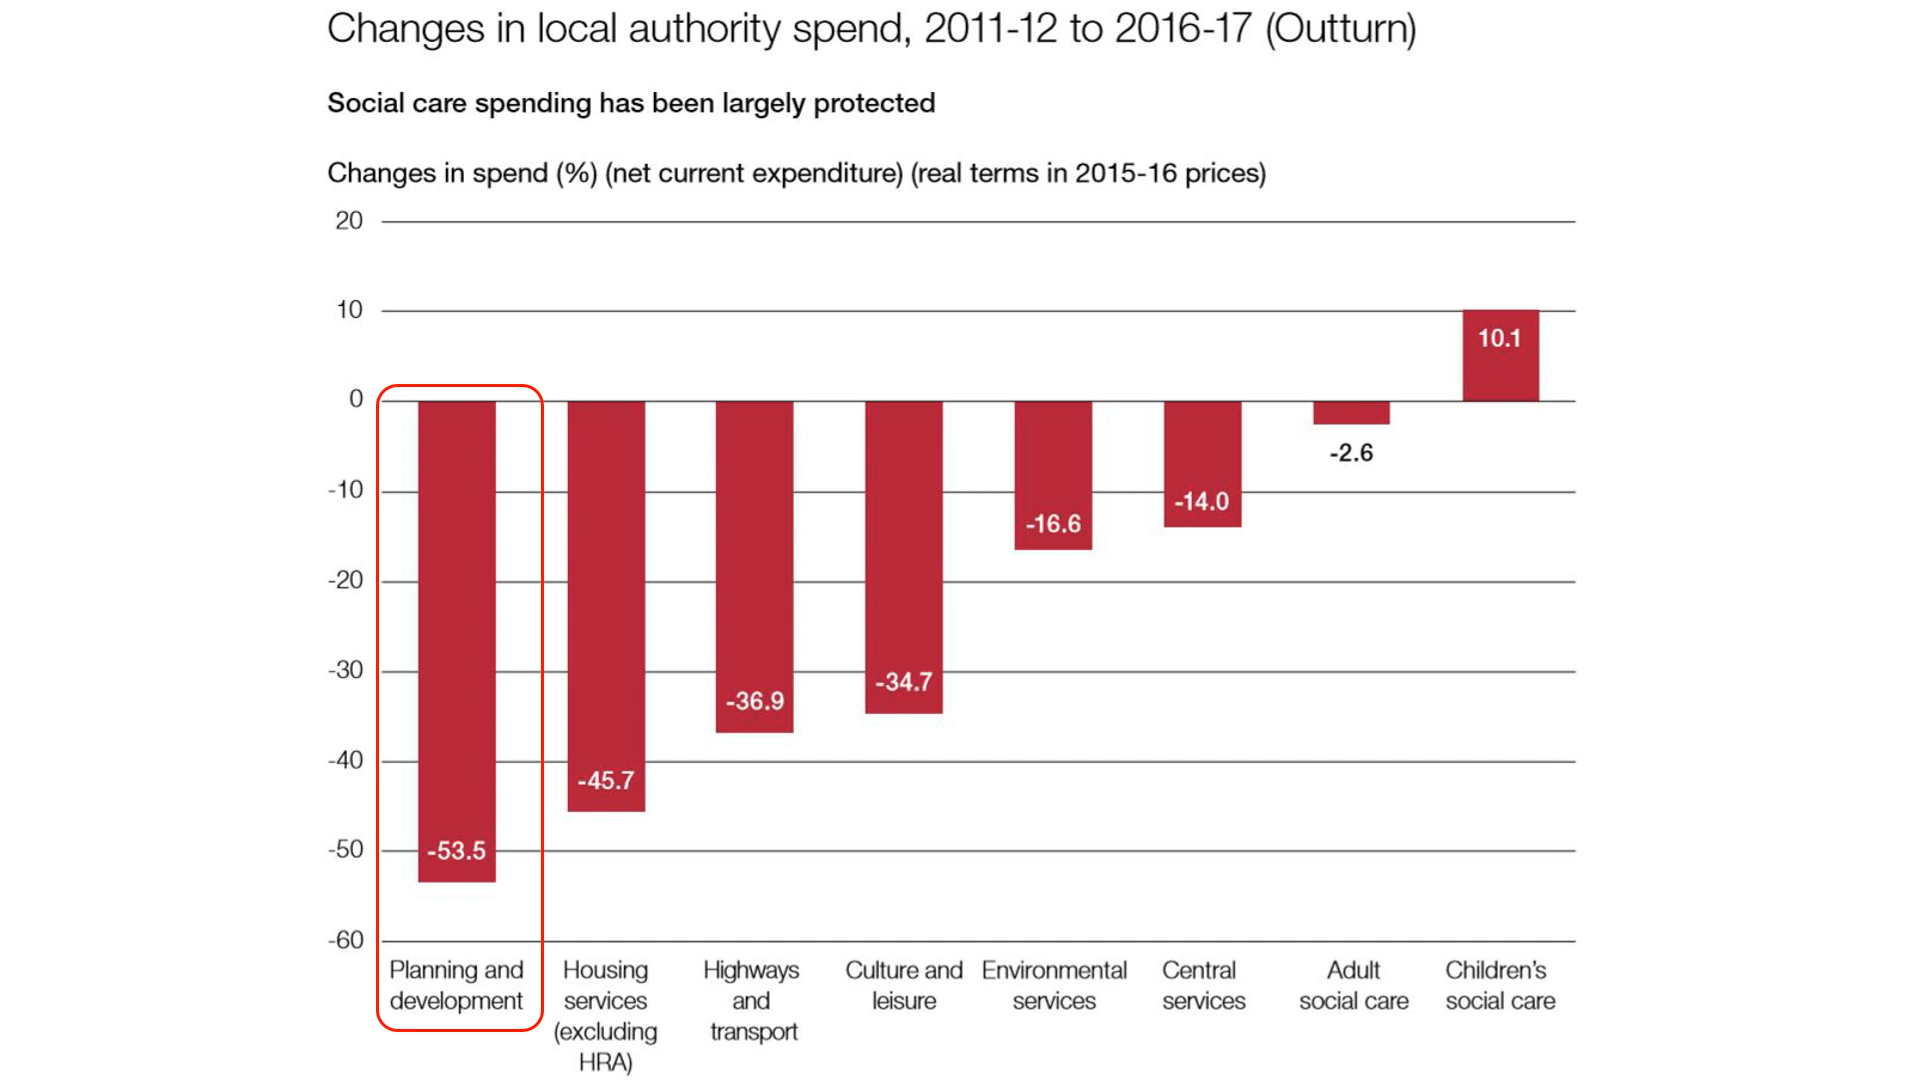 Changes in local authority spend, 2011-12 to 2016-17 (Outturn)
Social care spending has been largely protected
Changes in spend (%) (net current expenditure) (real terms in 2015-16 prices)
20
10
0
-10
-20
-30
-40
-50
-60
-53.5
-45.7
-36.9
-34.7
-16.6
-14.0
-2.6
10.1
Planning and
development
Housing
services
(excluding
HRA)
Highways
and
transport
Culture and
leisure
Environmental
services
Central
services
Adult
social care
Children’s
social care